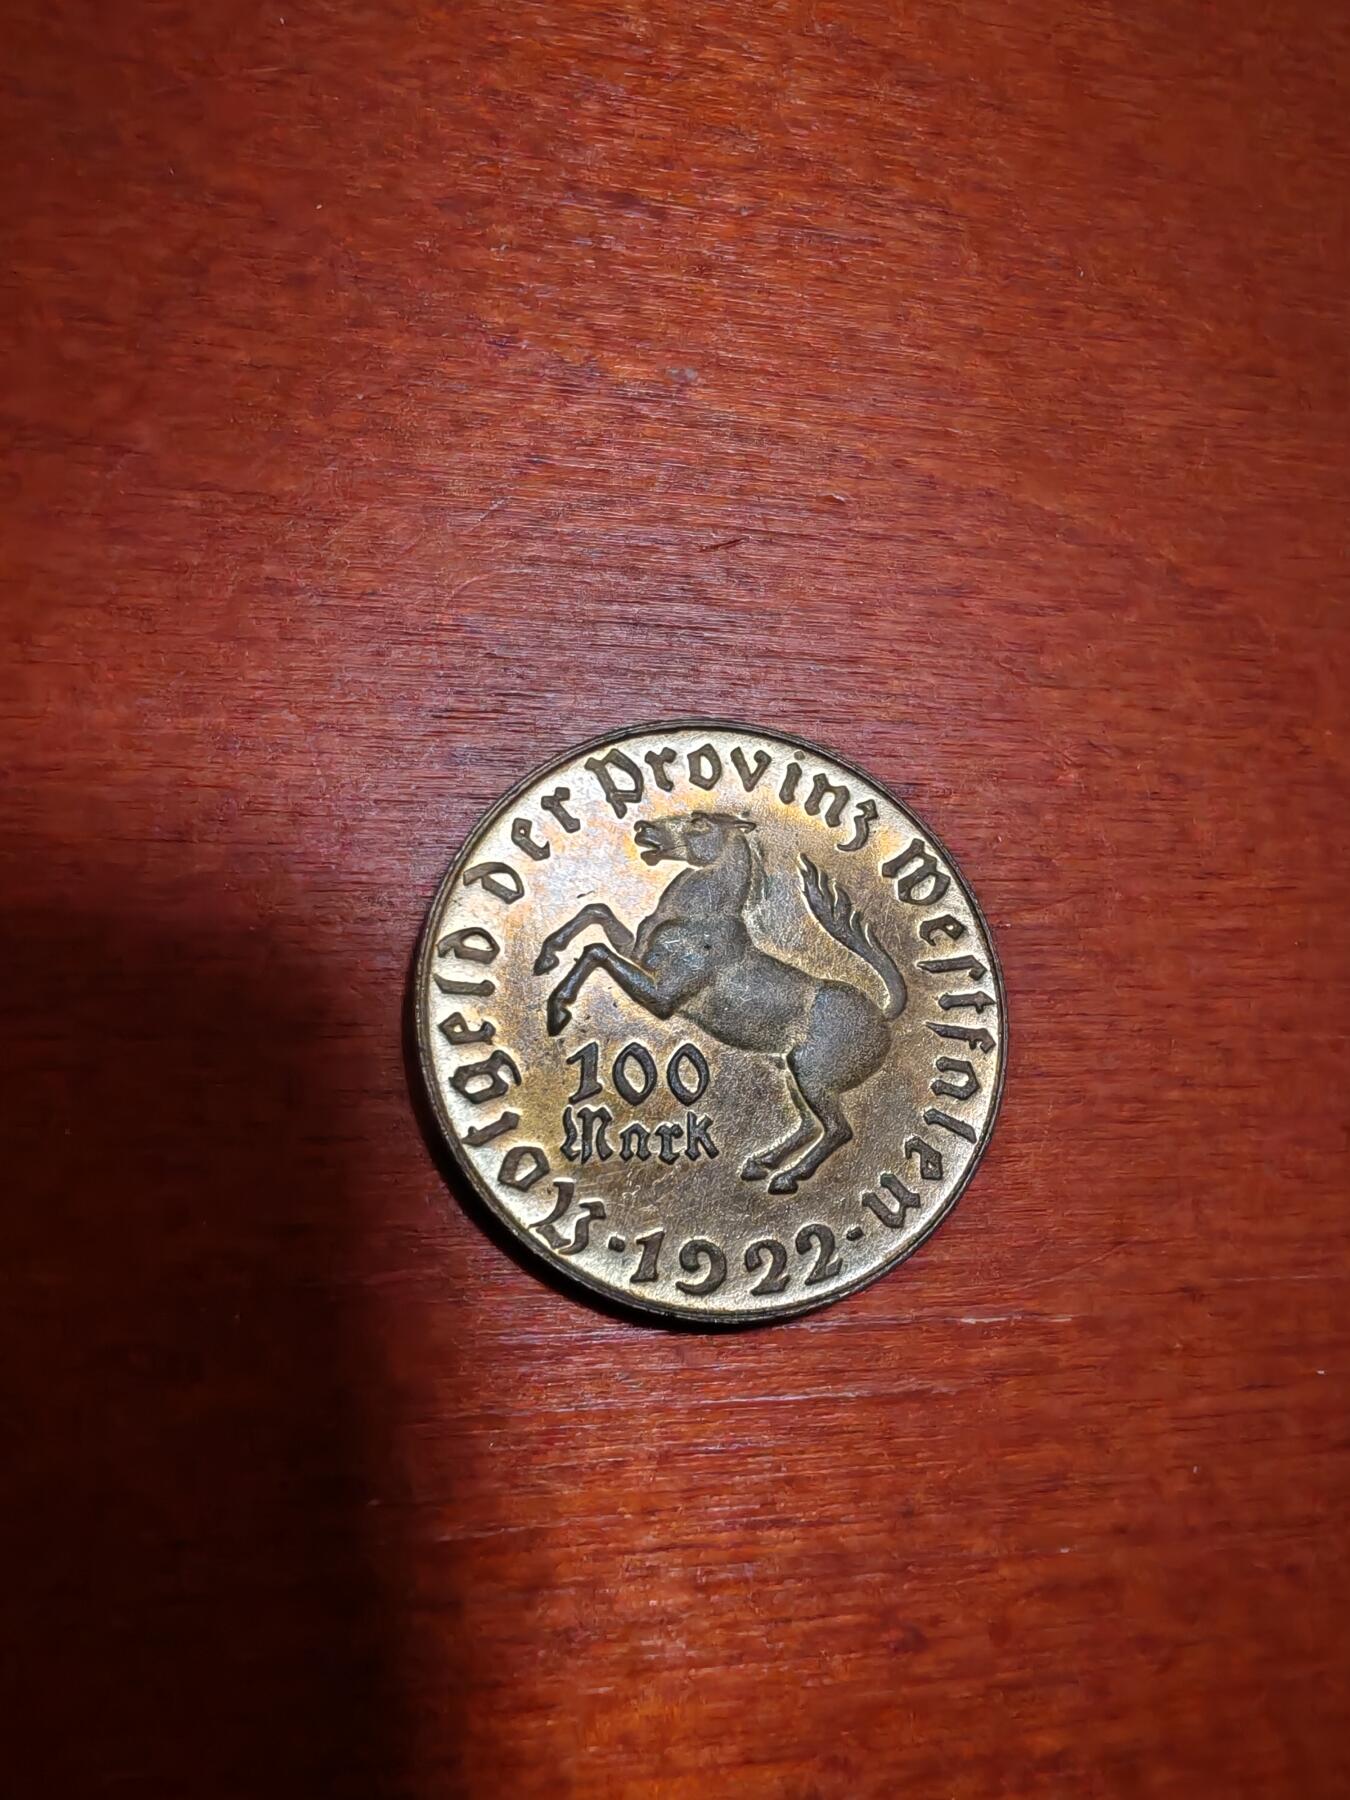 Notgeld der Provinz Westfalen
100
Mark
·1922·